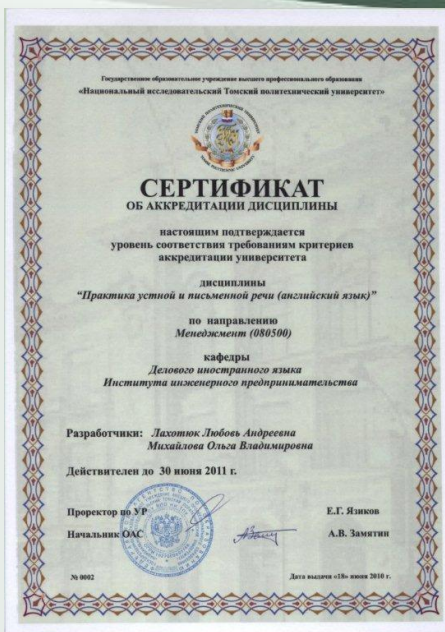 Государственное образовательное учреждение высшего профессионального образования
«Национальный исследовательский Томский политехнический университет»
СЕРТИФИКАТ
ОБ АККРЕДИТАЦИИ ДИСЦИПЛИНЫ
настоящим подтверждается
уровень соответствия требованиям критериев
аккредитации университета
дисциплины
“Практика устной и письменной речи (английский язык)”
по направлению
Менеджмент (080500)
кафедры
Делового иностранного языка
Института инженерного предпринимательства
Разработчики: Лахотюк Любовь Андреевна
Михайлова Ольга Владимировна
Действителен до 30 июня 2011 г.
Проректор по УР Е.Г. Язиков
Начальник ОАС А.В. Замятин
№ 0002 Дата выдачи «18» июня 2010 г.